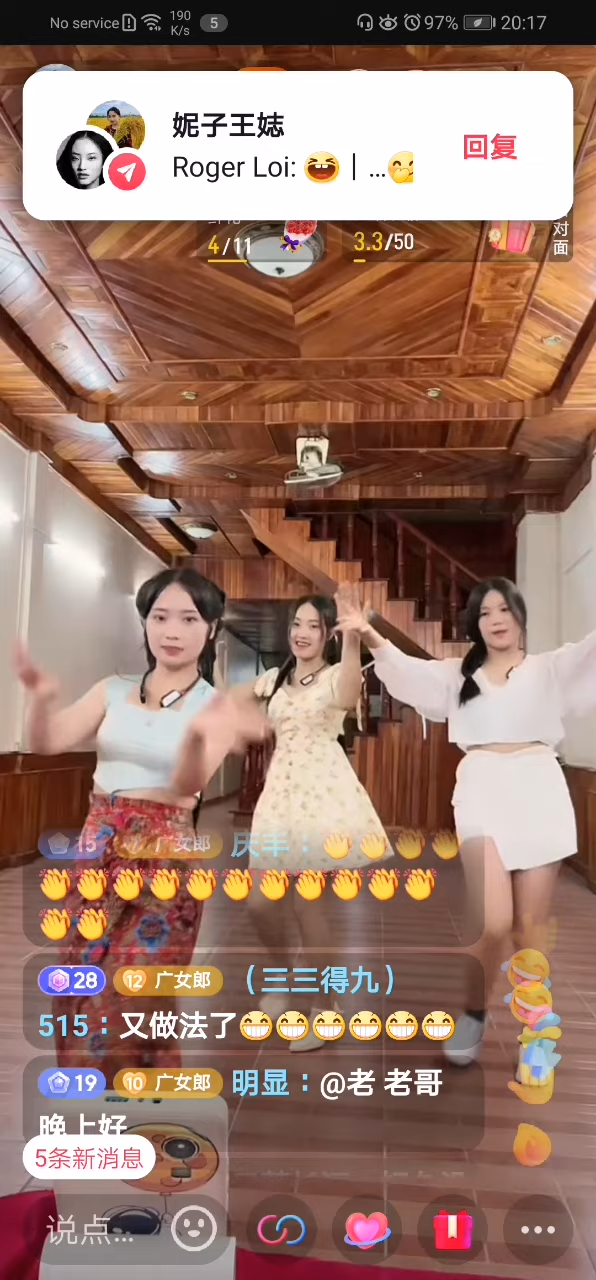 No service
190
K/s
5
97%
20:17
妮子王媳
Roger Loi: 😆 | ...🤭
回复
4/11
3.3/50
对面
15 广女郎 庆丰：👏👏👏👏
👏👏👏👏👏👏👏👏👏👏👏
👏👏
28 12 广女郎 （三三得九）
515：又做法了😁😁😁😁😁😁
19 10 广女郎 明显：@老 老哥
晚上好
5条新消息
说点...